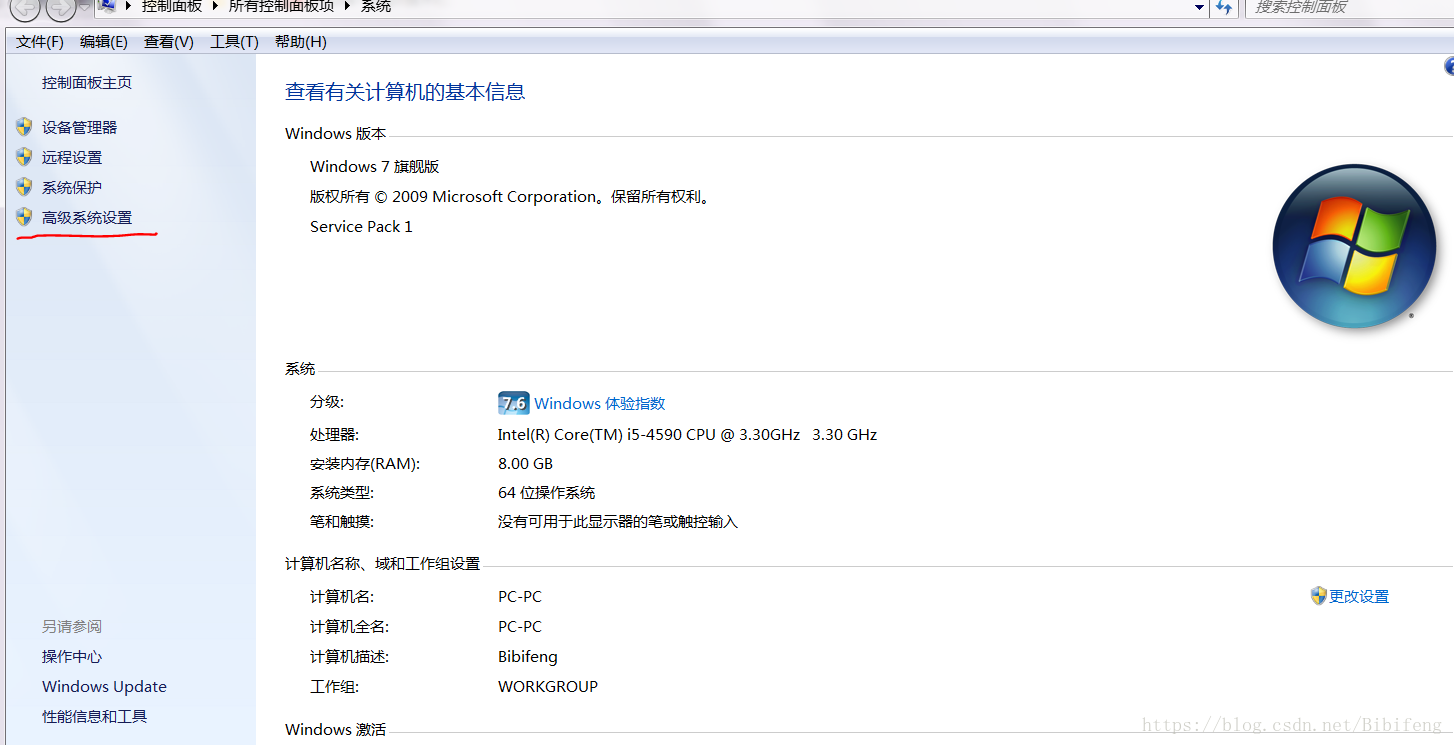 控制面板 所有控制面板项 系统
搜索控制面板
文件(F) 编辑(E) 查看(V) 工具(T) 帮助(H)
控制面板主页
设备管理器
远程设置
系统保护
高级系统设置
另请参阅
操作中心
Windows Update
性能信息和工具
查看有关计算机的基本信息
Windows 版本
Windows 7 旗舰版
版权所有 © 2009 Microsoft Corporation。保留所有权利。
Service Pack 1
系统
分级: 7.6 Windows 体验指数
处理器: Intel(R) Core(TM) i5-4590 CPU @ 3.30GHz 3.30 GHz
安装内存(RAM): 8.00 GB
系统类型: 64 位操作系统
笔和触摸: 没有可用于此显示器的笔或触控输入
计算机名称、域和工作组设置
计算机名: PC-PC 更改设置
计算机全名: PC-PC
计算机描述: Bibifeng
工作组: WORKGROUP
Windows 激活
https://blog.csdn.net/Bibifeng